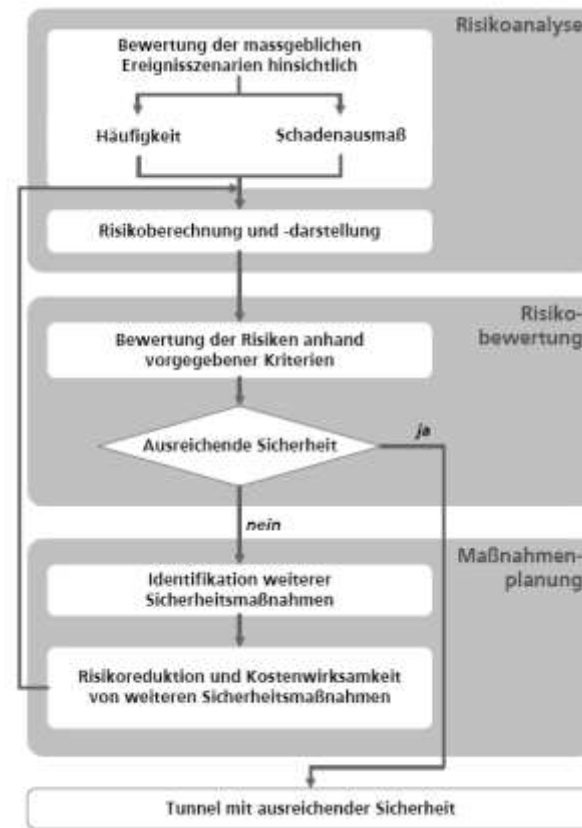 Risikoanalyse
Bewertung der massgeblichen
Ereignisszenarien hinsichtlich
Häufigkeit
Schadenausmaß
Risikoberechnung und -darstellung
Risiko-
bewertung
Bewertung der Risiken anhand
vorgegebener Kriterien
Ausreichende Sicherheit
ja
nein
Maßnahmen-
planung
Identifikation weiterer
Sicherheitsmaßnahmen
Risikoreduktion und Kostenwirksamkeit
von weiteren Sicherheitsmaßnahmen
Tunnel mit ausreichender Sicherheit